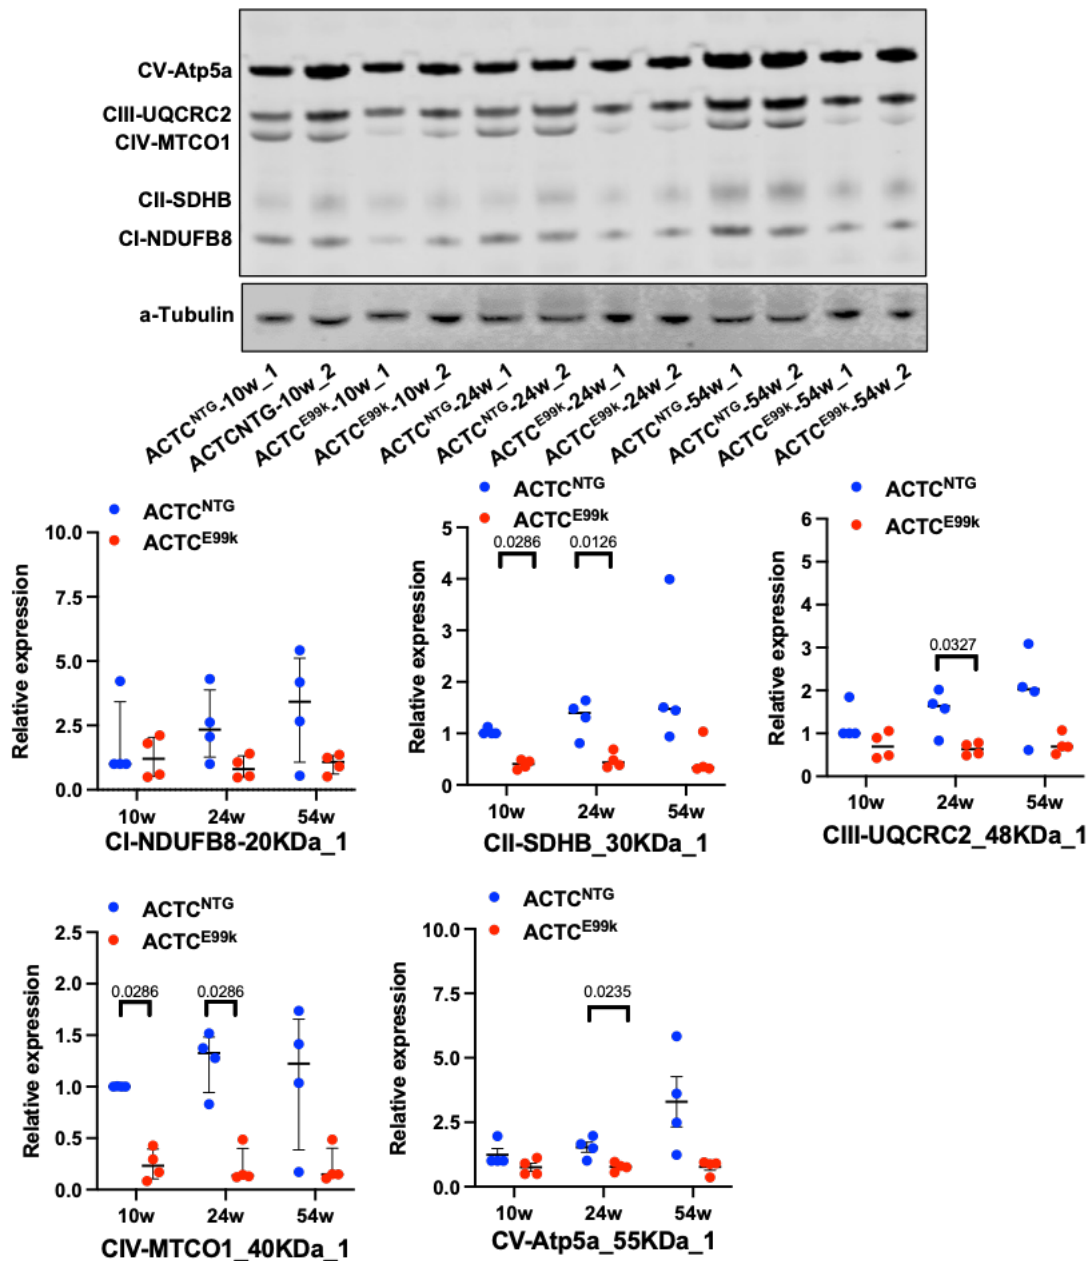 CV-Atp5a
CIII-UQCRC2
CIV-MTCO1
CII-SDHB
CI-NDUFB8
a-Tubulin
ACTCNTG-10w_1
ACTCNTG-10w_2
ACTCE99k-10w_1
ACTCE99k-10w_2
ACTCNTG-24w_1
ACTCNTG-24w_2
ACTCE99k-24w_1
ACTCE99k-24w_2
ACTCNTG-54w_1
ACTCNTG-54w_2
ACTCE99k-54w_1
ACTCE99k-54w_2
ACTCNTG
ACTCE99k
Relative expression
10.0
7.5
5.0
2.5
0.0
10w 24w 54w
CI-NDUFB8-20KDa_1
ACTCNTG
ACTCE99k
0.0286 0.0126
Relative expression
5
4
3
2
1
0
10w 24w 54w
CII-SDHB_30KDa_1
ACTCNTG
ACTCE99k
0.0327
Relative expression
6
5
4
3
2
1
0
10w 24w 54w
CIII-UQCRC2_48KDa_1
ACTCNTG
ACTCE99k
0.0286 0.0286
Relative expression
2.5
2.0
1.5
1.0
0.5
0.0
10w 24w 54w
CIV-MTCO1_40KDa_1
ACTCNTG
ACTCE99k
0.0235
Relative expression
10.0
7.5
5.0
2.5
0.0
10w 24w 54w
CV-Atp5a_55KDa_1